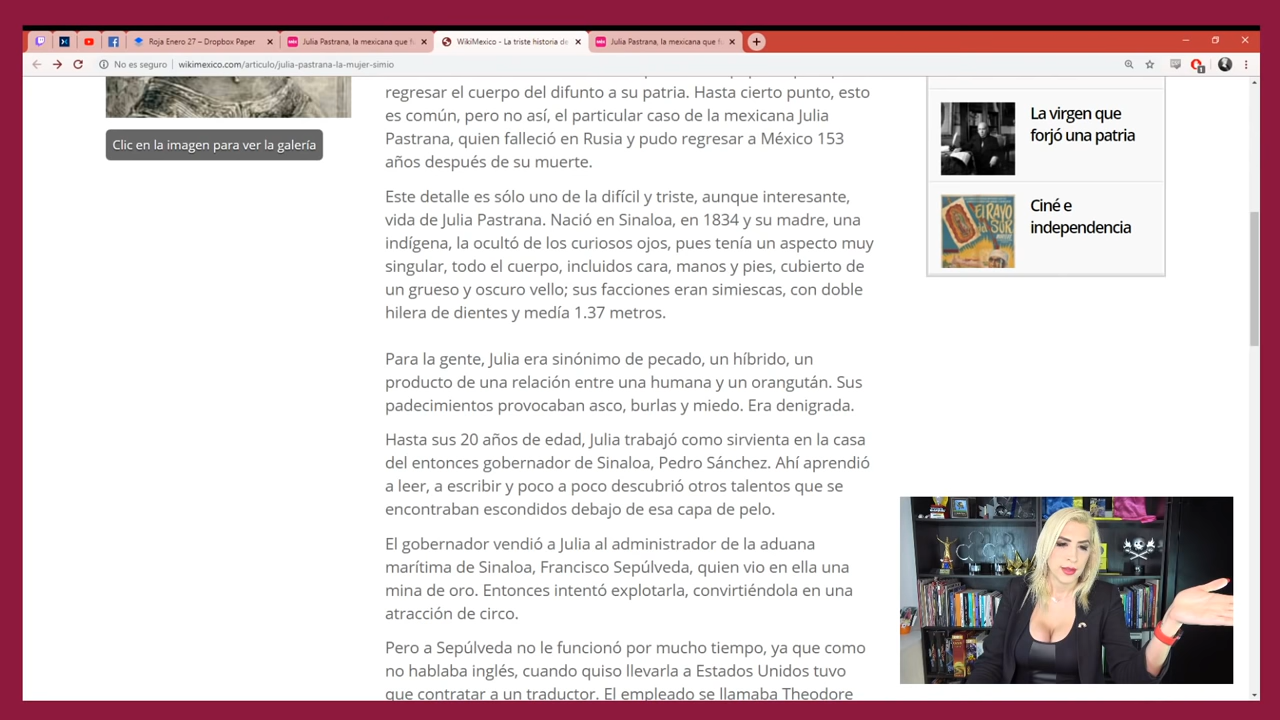 Roja Enero 27 – Dropbox Paper
Julia Pastrana, la mexicana que f
WikiMexico - La triste historia de
Julia Pastrana, la mexicana que f
No es seguro
wikimexico.com/articulo/julia-pastrana-la-mujer-simio
Clic en la imagen para ver la galería
regresar el cuerpo del difunto a su patria. Hasta cierto punto, esto
es común, pero no así, el particular caso de la mexicana Julia
Pastrana, quien falleció en Rusia y pudo regresar a México 153
años después de su muerte.
Este detalle es sólo uno de la difícil y triste, aunque interesante,
vida de Julia Pastrana. Nació en Sinaloa, en 1834 y su madre, una
indígena, la ocultó de los curiosos ojos, pues tenía un aspecto muy
singular, todo el cuerpo, incluidos cara, manos y pies, cubierto de
un grueso y oscuro vello; sus facciones eran simiescas, con doble
hilera de dientes y medía 1.37 metros.
Para la gente, Julia era sinónimo de pecado, un híbrido, un
producto de una relación entre una humana y un orangután. Sus
padecimientos provocaban asco, burlas y miedo. Era denigrada.
Hasta sus 20 años de edad, Julia trabajó como sirvienta en la casa
del entonces gobernador de Sinaloa, Pedro Sánchez. Ahí aprendió
a leer, a escribir y poco a poco descubrió otros talentos que se
encontraban escondidos debajo de esa capa de pelo.
El gobernador vendió a Julia al administrador de la aduana
marítima de Sinaloa, Francisco Sepúlveda, quien vio en ella una
mina de oro. Entonces intentó explotarla, convirtiéndola en una
atracción de circo.
Pero a Sepúlveda no le funcionó por mucho tiempo, ya que como
no hablaba inglés, cuando quiso llevarla a Estados Unidos tuvo
que contratar a un traductor. El empleado se llamaba Theodore
La virgen que
forjó una patria
EL RAYO
SUR
Ciné e
independencia